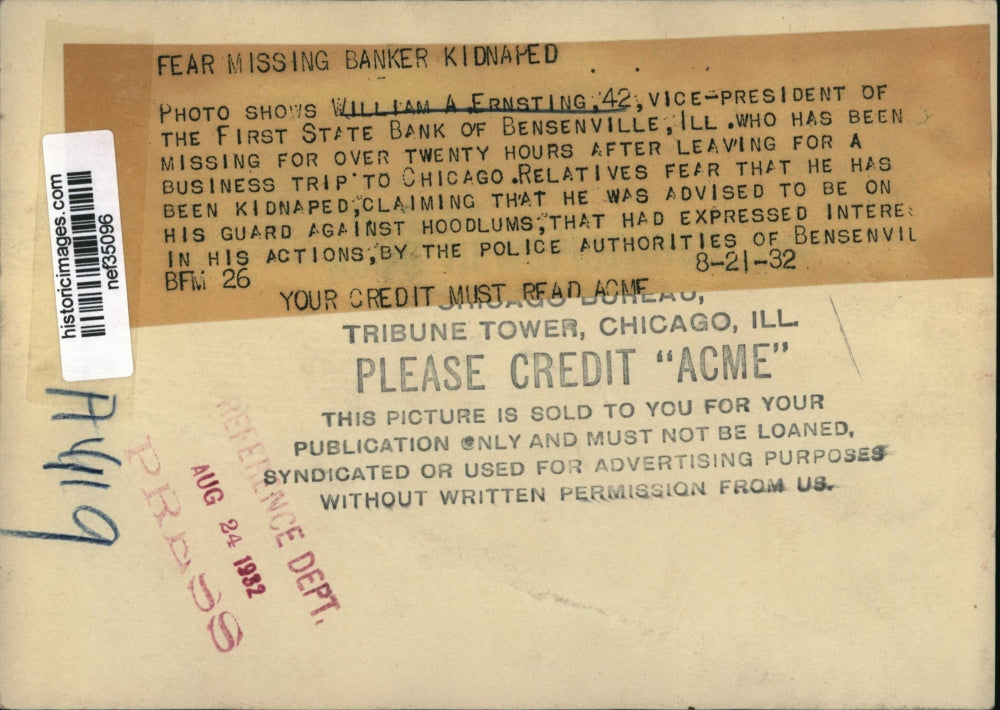 FEAR MISSING BANKER KIDNAPED
PHOTO SHOWS WILLIAM A ERNSTING, 42, VICE-PRESIDENT OF
THE FIRST STATE BANK OF BENSENVILLE, ILL. WHO HAS BEEN
MISSING FOR OVER TWENTY HOURS AFTER LEAVING FOR A
BUSINESS TRIP TO CHICAGO. RELATIVES FEAR THAT HE HAS
BEEN KIDNAPED, CLAIMING THAT HE WAS ADVISED TO BE ON
HIS GUARD AGAINST HOODLUMS, THAT HAD EXPRESSED INTERE
IN HIS ACTIONS, BY THE POLICE AUTHORITIES OF BENSENVIL
BFM 26 8-21-32
YOUR CREDIT MUST READ ACME
CHICAGO BUREAU,
TRIBUNE TOWER, CHICAGO, ILL.
PLEASE CREDIT "ACME"
THIS PICTURE IS SOLD TO YOU FOR YOUR
PUBLICATION ONLY AND MUST NOT BE LOANED,
SYNDICATED OR USED FOR ADVERTISING PURPOSES
WITHOUT WRITTEN PERMISSION FROM US.
historicimages.com
nef35096
A4419
REFERENCE DEPT.
AUG 24 1932
PRESS